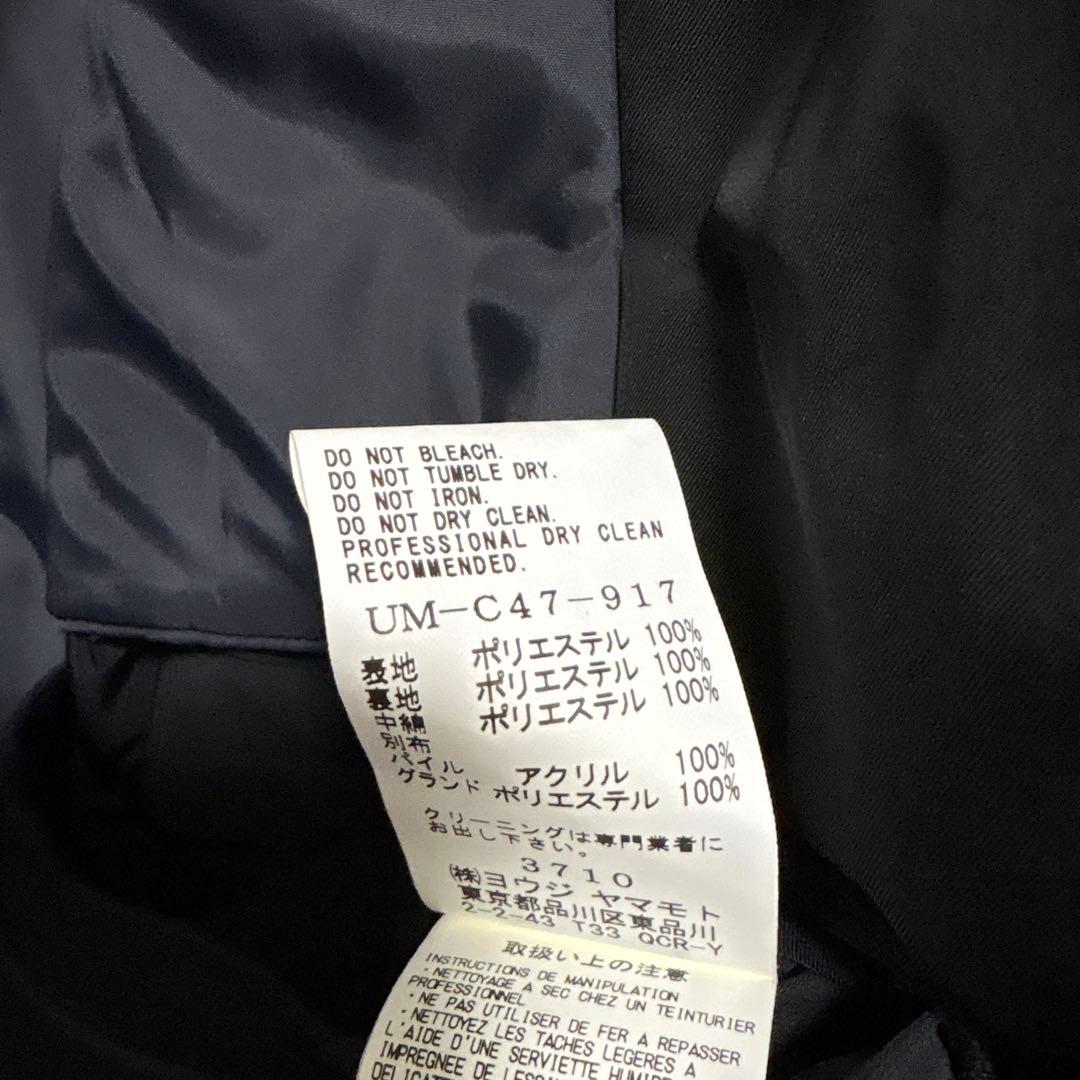 DO NOT BLEACH.
DO NOT TUMBLE DRY.
DO NOT IRON.
DO NOT DRY CLEAN.
PROFESSIONAL DRY CLEAN
RECOMMENDED.
UM-C47-917
表地 ポリエステル 100%
裏地 ポリエステル 100%
中綿 ポリエステル 100%
別布
パイル アクリル 100%
グランド ポリエステル 100%
クリーニングは専門業者に
お出し下さい。
3710
(株)ヨウジ ヤマモト
東京都品川区東品川
2-2-43 T33 QCR-Y
取扱い上の注意
INSTRUCTIONS DE MANIPULATION
・NETTOYAGE A SEC CHEZ UN TEINTURIER
PROFESSIONNEL
・NE PAS UTILISER DE FER A REPASSER
・NETTOYEZ LES TACHES LEGERES A
L'AIDE D'UNE SERVIETTE HUMIDE
IMPREGNEE DE